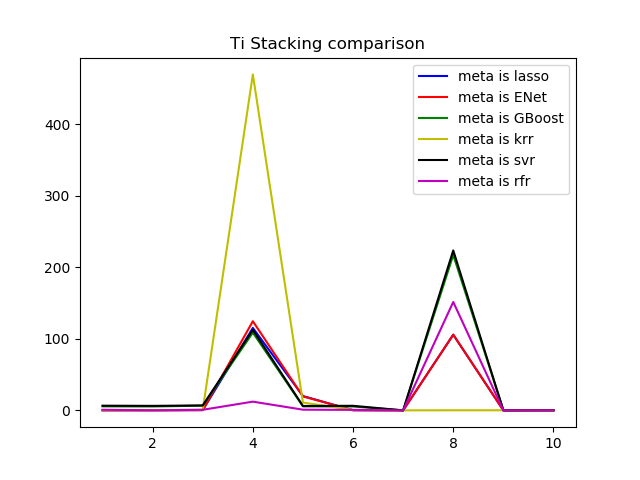 Ti Stacking comparison
meta is lasso
meta is ENet
meta is GBoost
meta is krr
meta is svr
meta is rfr
400
300
200
100
0
2 4 6 8 10